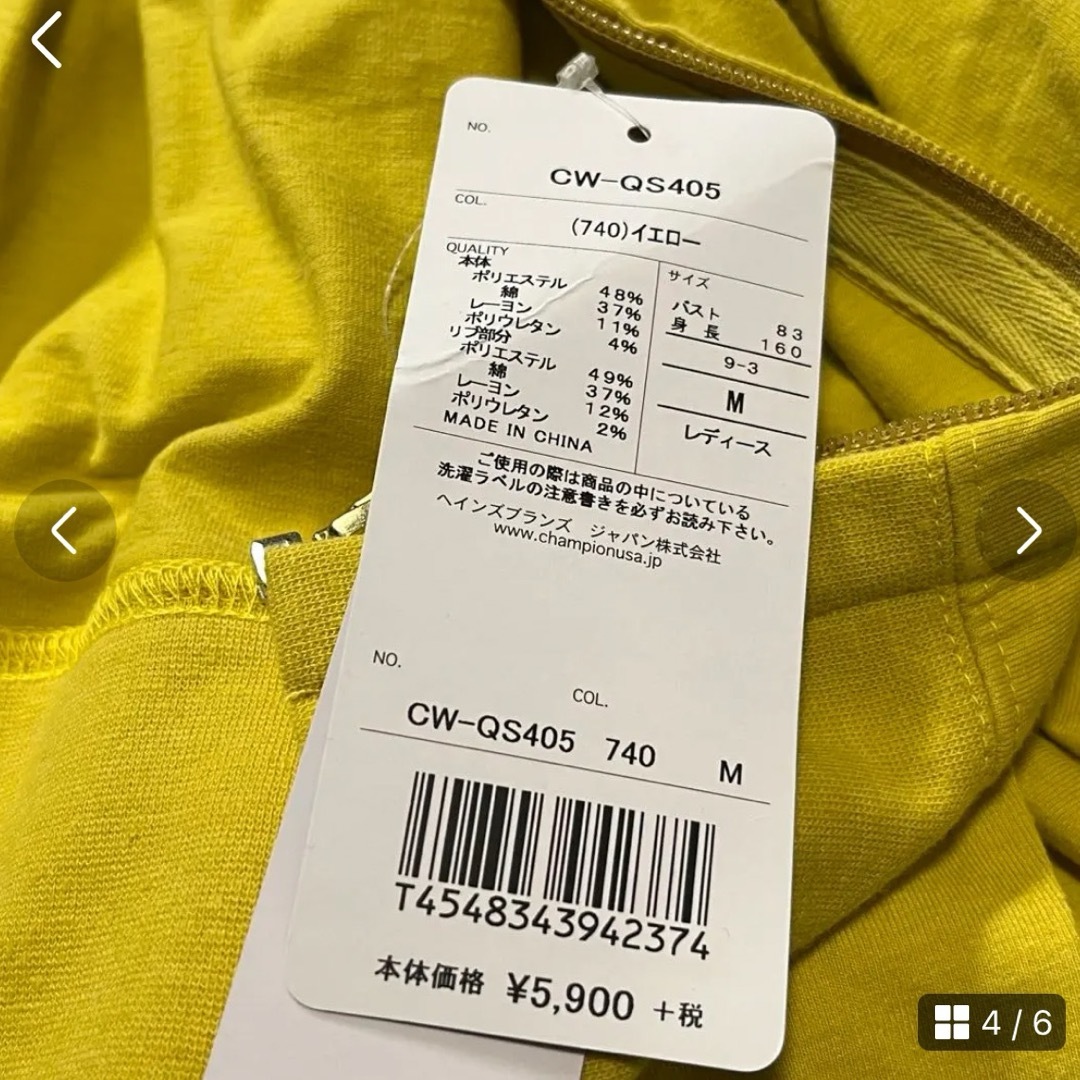 NO.
CW-QS405
COL.
(740)イエロー
QUALITY
本体
ポリエステル 48%
綿 37%
レーヨン 11%
ポリウレタン 4%
リブ部分
ポリエステル 49%
綿 37%
レーヨン 12%
ポリウレタン 2%
MADE IN CHINA
サイズ
バスト 83
身長 160
9-3
M
レディース
ご使用の際は商品の中についている
洗濯ラベルの注意書きを必ずお読み下さい。
ヘインズブランズ ジャパン株式会社
www.championusa.jp
NO.
COL.
CW-QS405 740 M
T4548343942374
本体価格 ¥5,900 +税
4 / 6